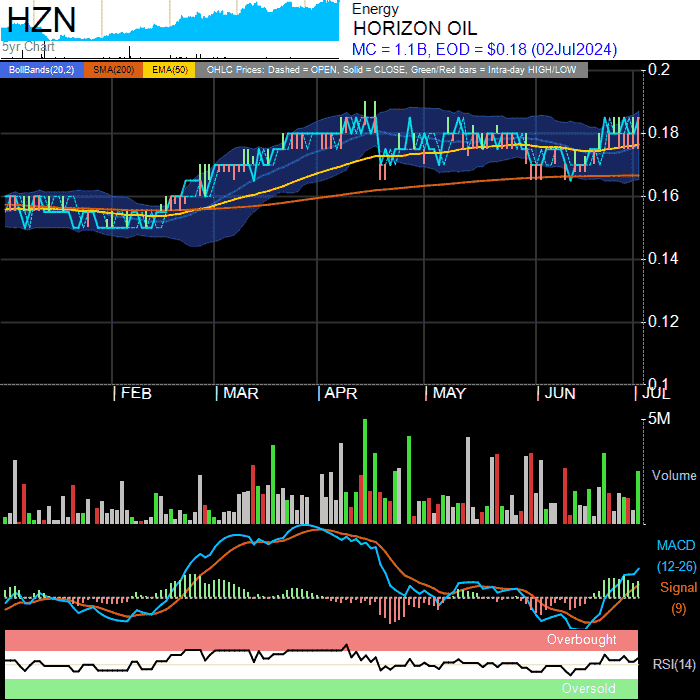 HZN
5yr Chart
Energy
HORIZON OIL
MC = 1.1B, EOD = $0.18 (02Jul2024)
BollBands(20,2) SMA(200) EMA(50) OHLC Prices: Dashed = OPEN, Solid = CLOSE, Green/Red bars = Intra-day HIGH/LOW
0.2
0.18
0.16
0.14
0.12
0.1
FEB MAR APR MAY JUN JUL
5M
Volume
MACD
(12-26)
Signal
(9)
Overbought
RSI(14)
Oversold